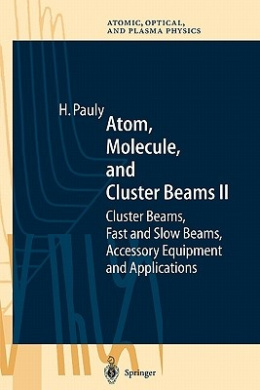 ATOMIC, OPTICAL,
AND PLASMA PHYSICS
H. Pauly
Atom,
Molecule,
and
Cluster Beams II
Cluster Beams,
Fast and Slow Beams,
Accessory Equipment
and Applications
Springer